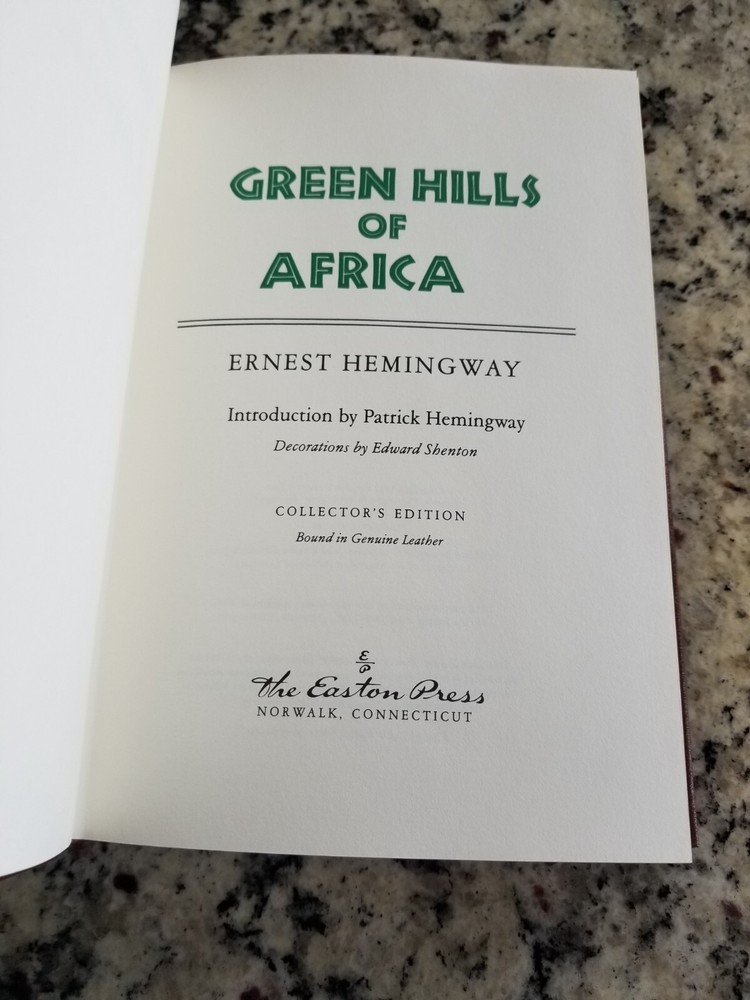 GREEN HILLS
OF
AFRICA
ERNEST HEMINGWAY
Introduction by Patrick Hemingway
Decorations by Edward Shenton
COLLECTOR'S EDITION
Bound in Genuine Leather
E
P
The Easton Press
NORWALK, CONNECTICUT